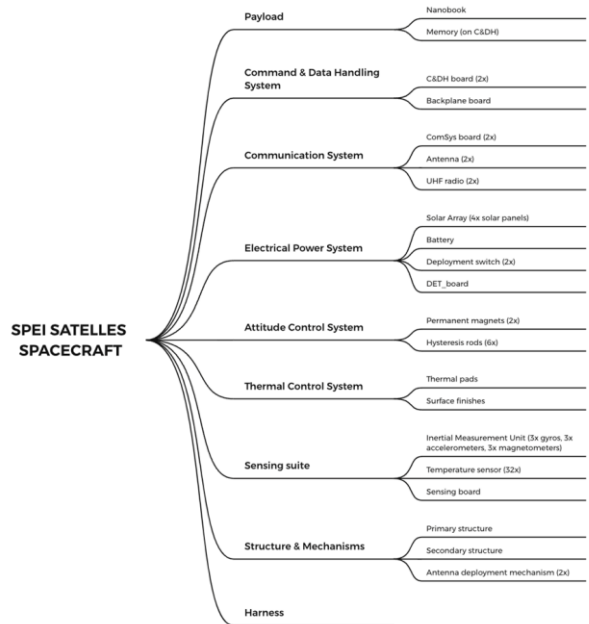 Payload
Nanobook
Memory (on C&DH)
Command & Data Handling
System
C&DH board (2x)
Backplane board
Communication System
ComSys board (2x)
Antenna (2x)
UHF radio (2x)
Electrical Power System
Solar Array (4x solar panels)
Battery
Deployment switch (2x)
DET_board
SPEI SATELLES
SPACECRAFT
Attitude Control System
Permanent magnets (2x)
Hysteresis rods (6x)
Thermal Control System
Thermal pads
Surface finishes
Sensing suite
Inertial Measurement Unit (3x gyros, 3x
accelerometers, 3x magnetometers)
Temperature sensor (32x)
Sensing board
Structure & Mechanisms
Primary structure
Secondary structure
Antenna deployment mechanism (2x)
Harness